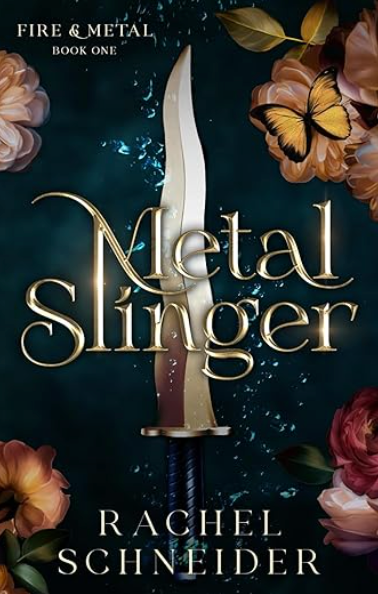 FIRE & METAL
BOOK ONE
Metal
Slinger
RACHEL
SCHNEIDER